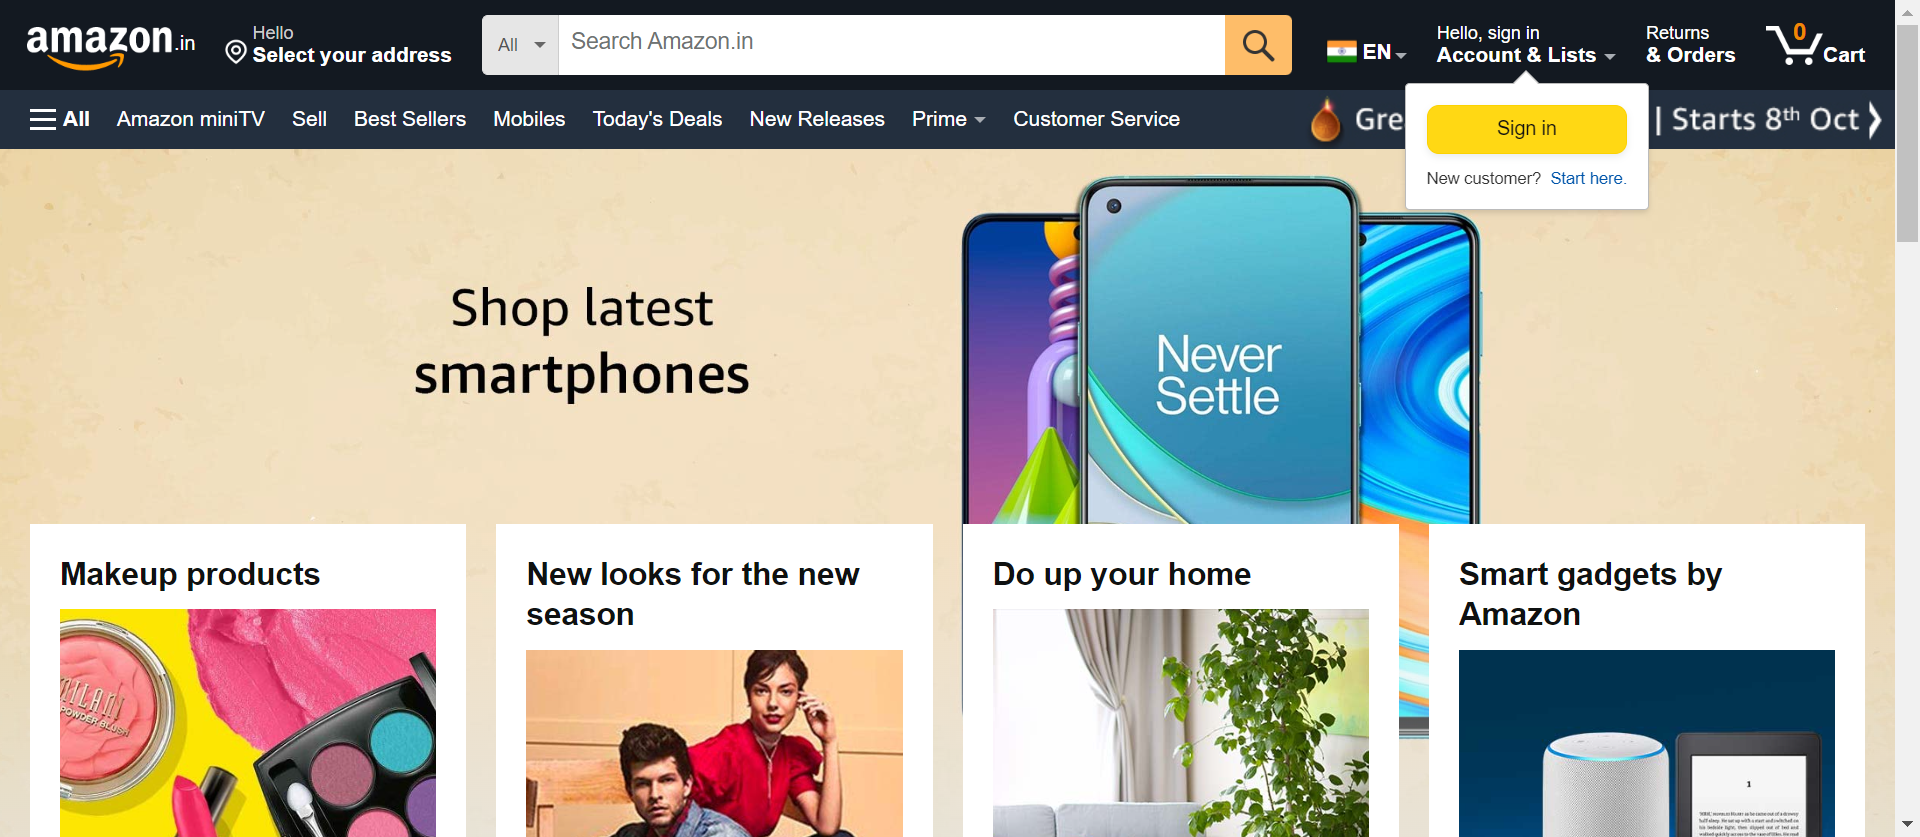 amazon.in
Hello
Select your address
All
Search Amazon.in
EN
Hello, sign in
Account & Lists
Returns
& Orders
0
Cart
All
Amazon miniTV
Sell
Best Sellers
Mobiles
Today's Deals
New Releases
Prime
Customer Service
Gre
| Starts 8th Oct
Sign in
New customer? Start here.
Shop latest
smartphones
Never
Settle
Makeup products
New looks for the new
season
Do up your home
Smart gadgets by
Amazon
MILANI
POWDER BLUSH
1